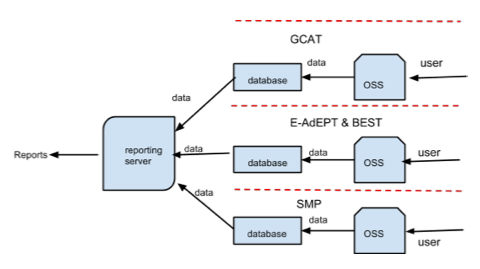 GCAT
user
data
database
OSS
data
E-AdEPT & BEST
user
data
database
OSS
data
reporting
server
Reports
data
SMP
data
database
OSS
user